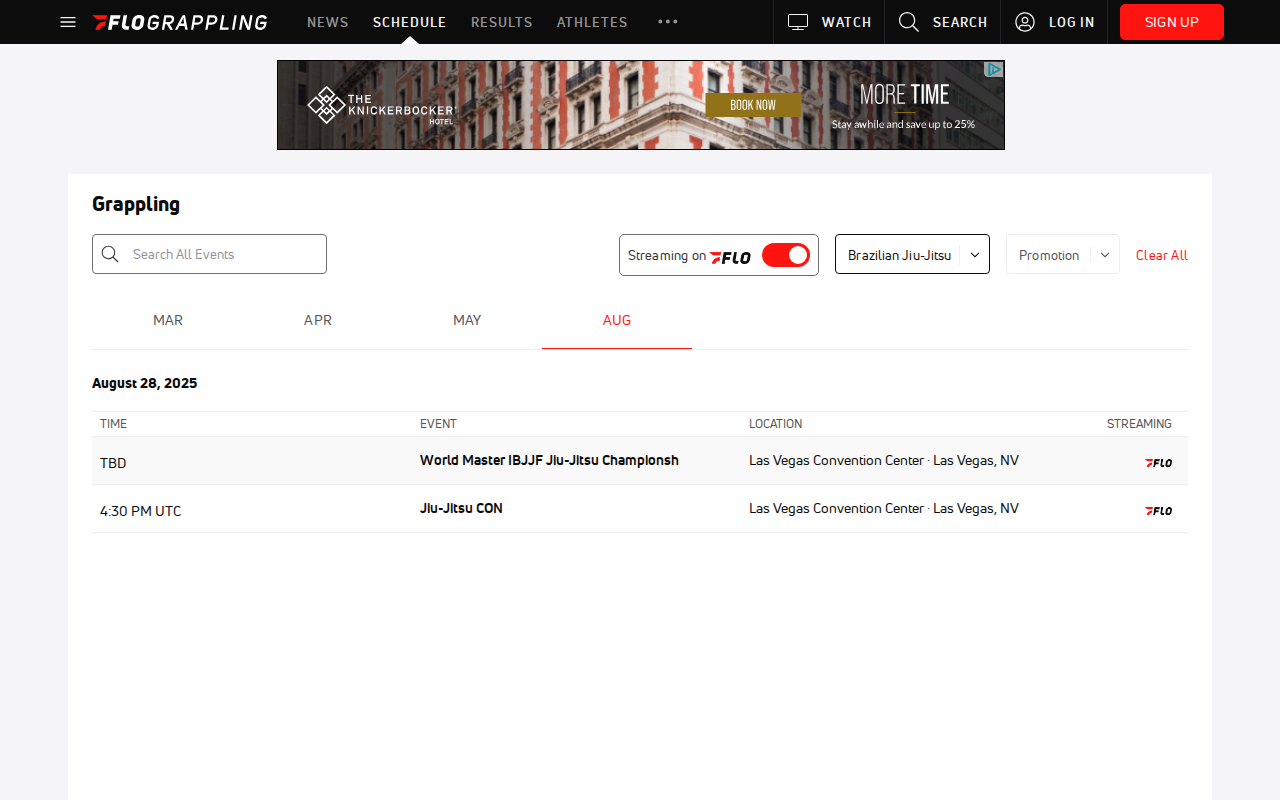 FLOGRAPPLING NEWS SCHEDULE RESULTS ATHLETES WATCH SEARCH LOG IN SIGN UP
THE KNICKERBOCKER HOTEL
BOOK NOW
MORE TIME
Stay awhile and save up to 25%
Grappling
Search All Events
Streaming on FLO
Brazilian Jiu-Jitsu
Promotion
Clear All
MAR APR MAY AUG
August 28, 2025
TIME EVENT LOCATION STREAMING
TBD World Master IBJJF Jiu-Jitsu Championsh Las Vegas Convention Center · Las Vegas, NV FLO
4:30 PM UTC Jiu-Jitsu CON Las Vegas Convention Center · Las Vegas, NV FLO